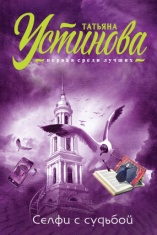 ТАТЬЯНА
Устинова
первая среди лучших
Селфи с судьбой